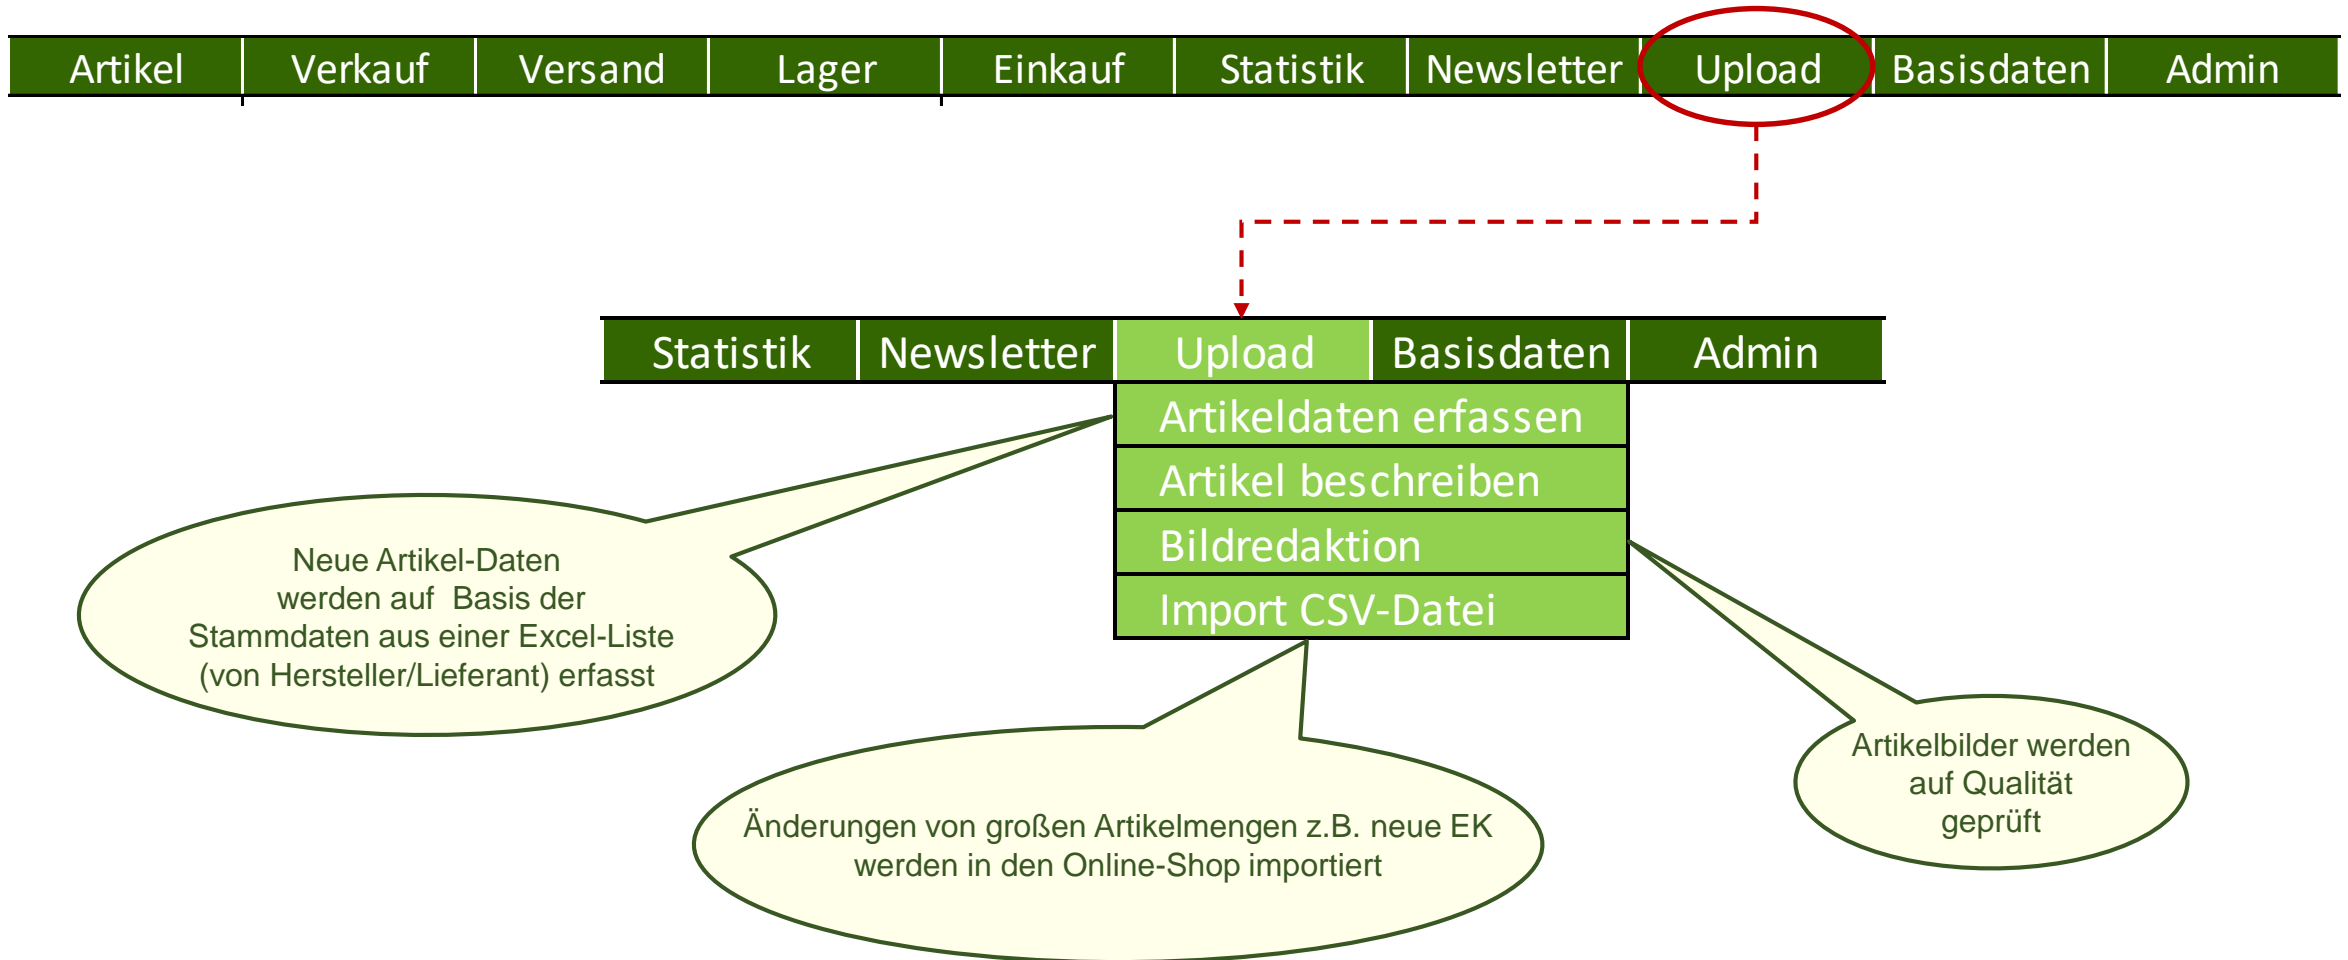 Artikel Verkauf Versand Lager Einkauf Statistik Newsletter Upload Basisdaten Admin
Statistik Newsletter Upload Basisdaten Admin
Artikeldaten erfassen
Artikel beschreiben
Bildredaktion
Import CSV-Datei
Neue Artikel-Daten
werden auf  Basis der
Stammdaten aus einer Excel-Liste
(von Hersteller/Lieferant) erfasst
Änderungen von großen Artikelmengen z.B. neue EK
werden in den Online-Shop importiert
Artikelbilder werden
auf Qualität
geprüft